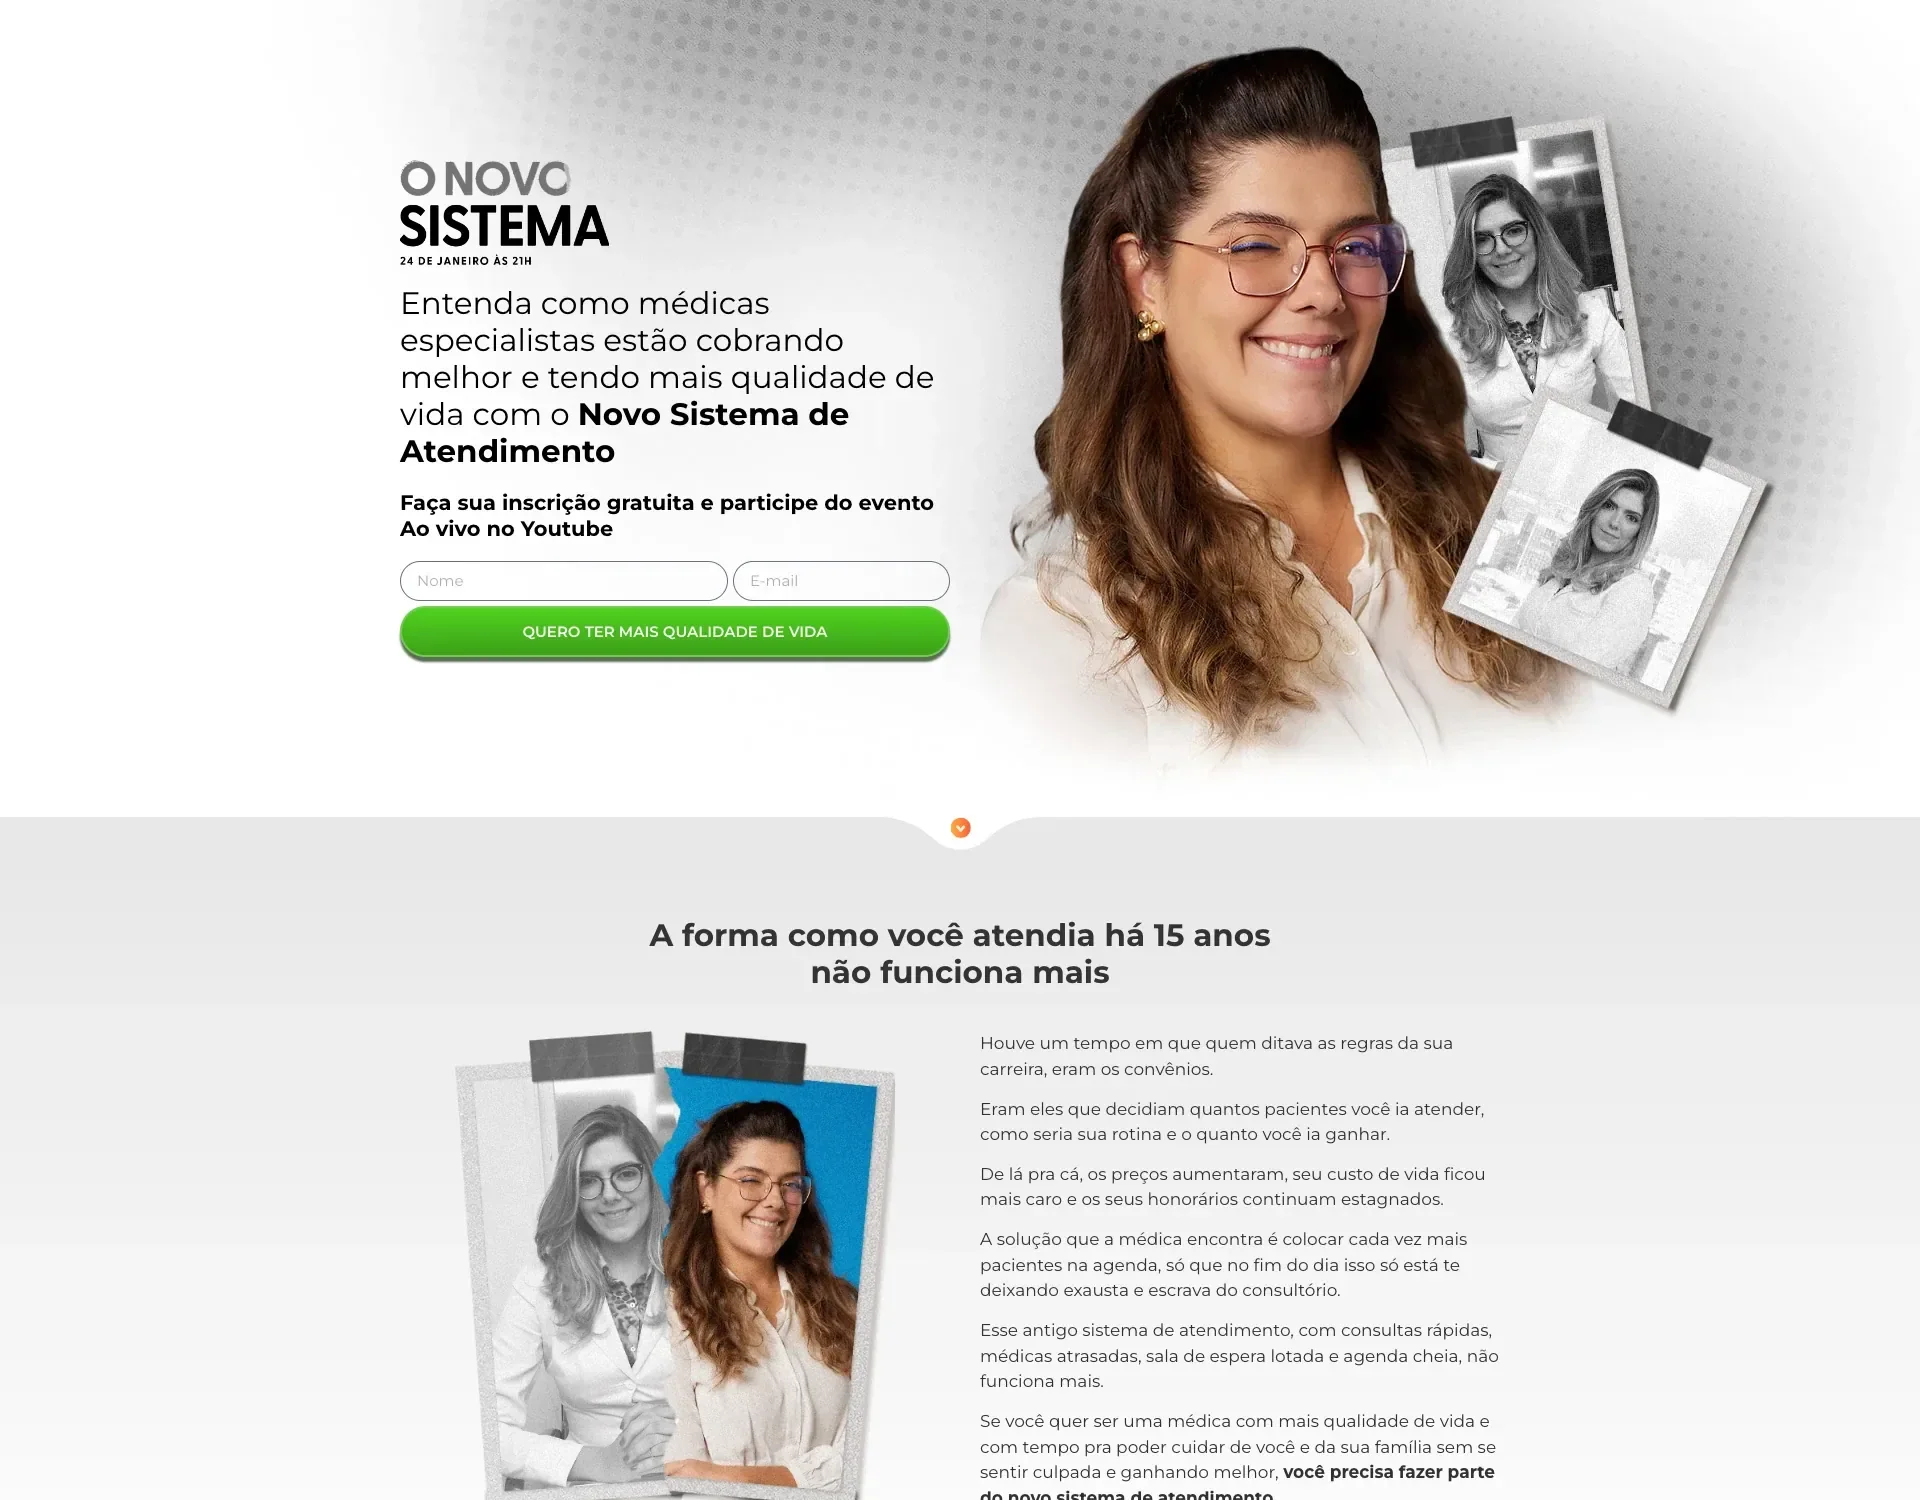 O NOVO
SISTEMA
24 DE JANEIRO ÀS 21H
Entenda como médicas
especialistas estão cobrando
melhor e tendo mais qualidade de
vida com o Novo Sistema de
Atendimento
Faça sua inscrição gratuita e participe do evento
Ao vivo no Youtube
Nome
E-mail
QUERO TER MAIS QUALIDADE DE VIDA
A forma como você atendia há 15 anos
não funciona mais
Houve um tempo em que quem ditava as regras da sua
carreira, eram os convênios.
Eram eles que decidiam quantos pacientes você ia atender,
como seria sua rotina e o quanto você ia ganhar.
De lá pra cá, os preços aumentaram, seu custo de vida ficou
mais caro e os seus honorários continuam estagnados.
A solução que a médica encontra é colocar cada vez mais
pacientes na agenda, só que no fim do dia isso só está te
deixando exausta e escrava do consultório.
Esse antigo sistema de atendimento, com consultas rápidas,
médicas atrasadas, sala de espera lotada e agenda cheia, não
funciona mais.
Se você quer ser uma médica com mais qualidade de vida e
com tempo pra poder cuidar de você e da sua família sem se
sentir culpada e ganhando melhor, você precisa fazer parte
do novo sistema de atendimento